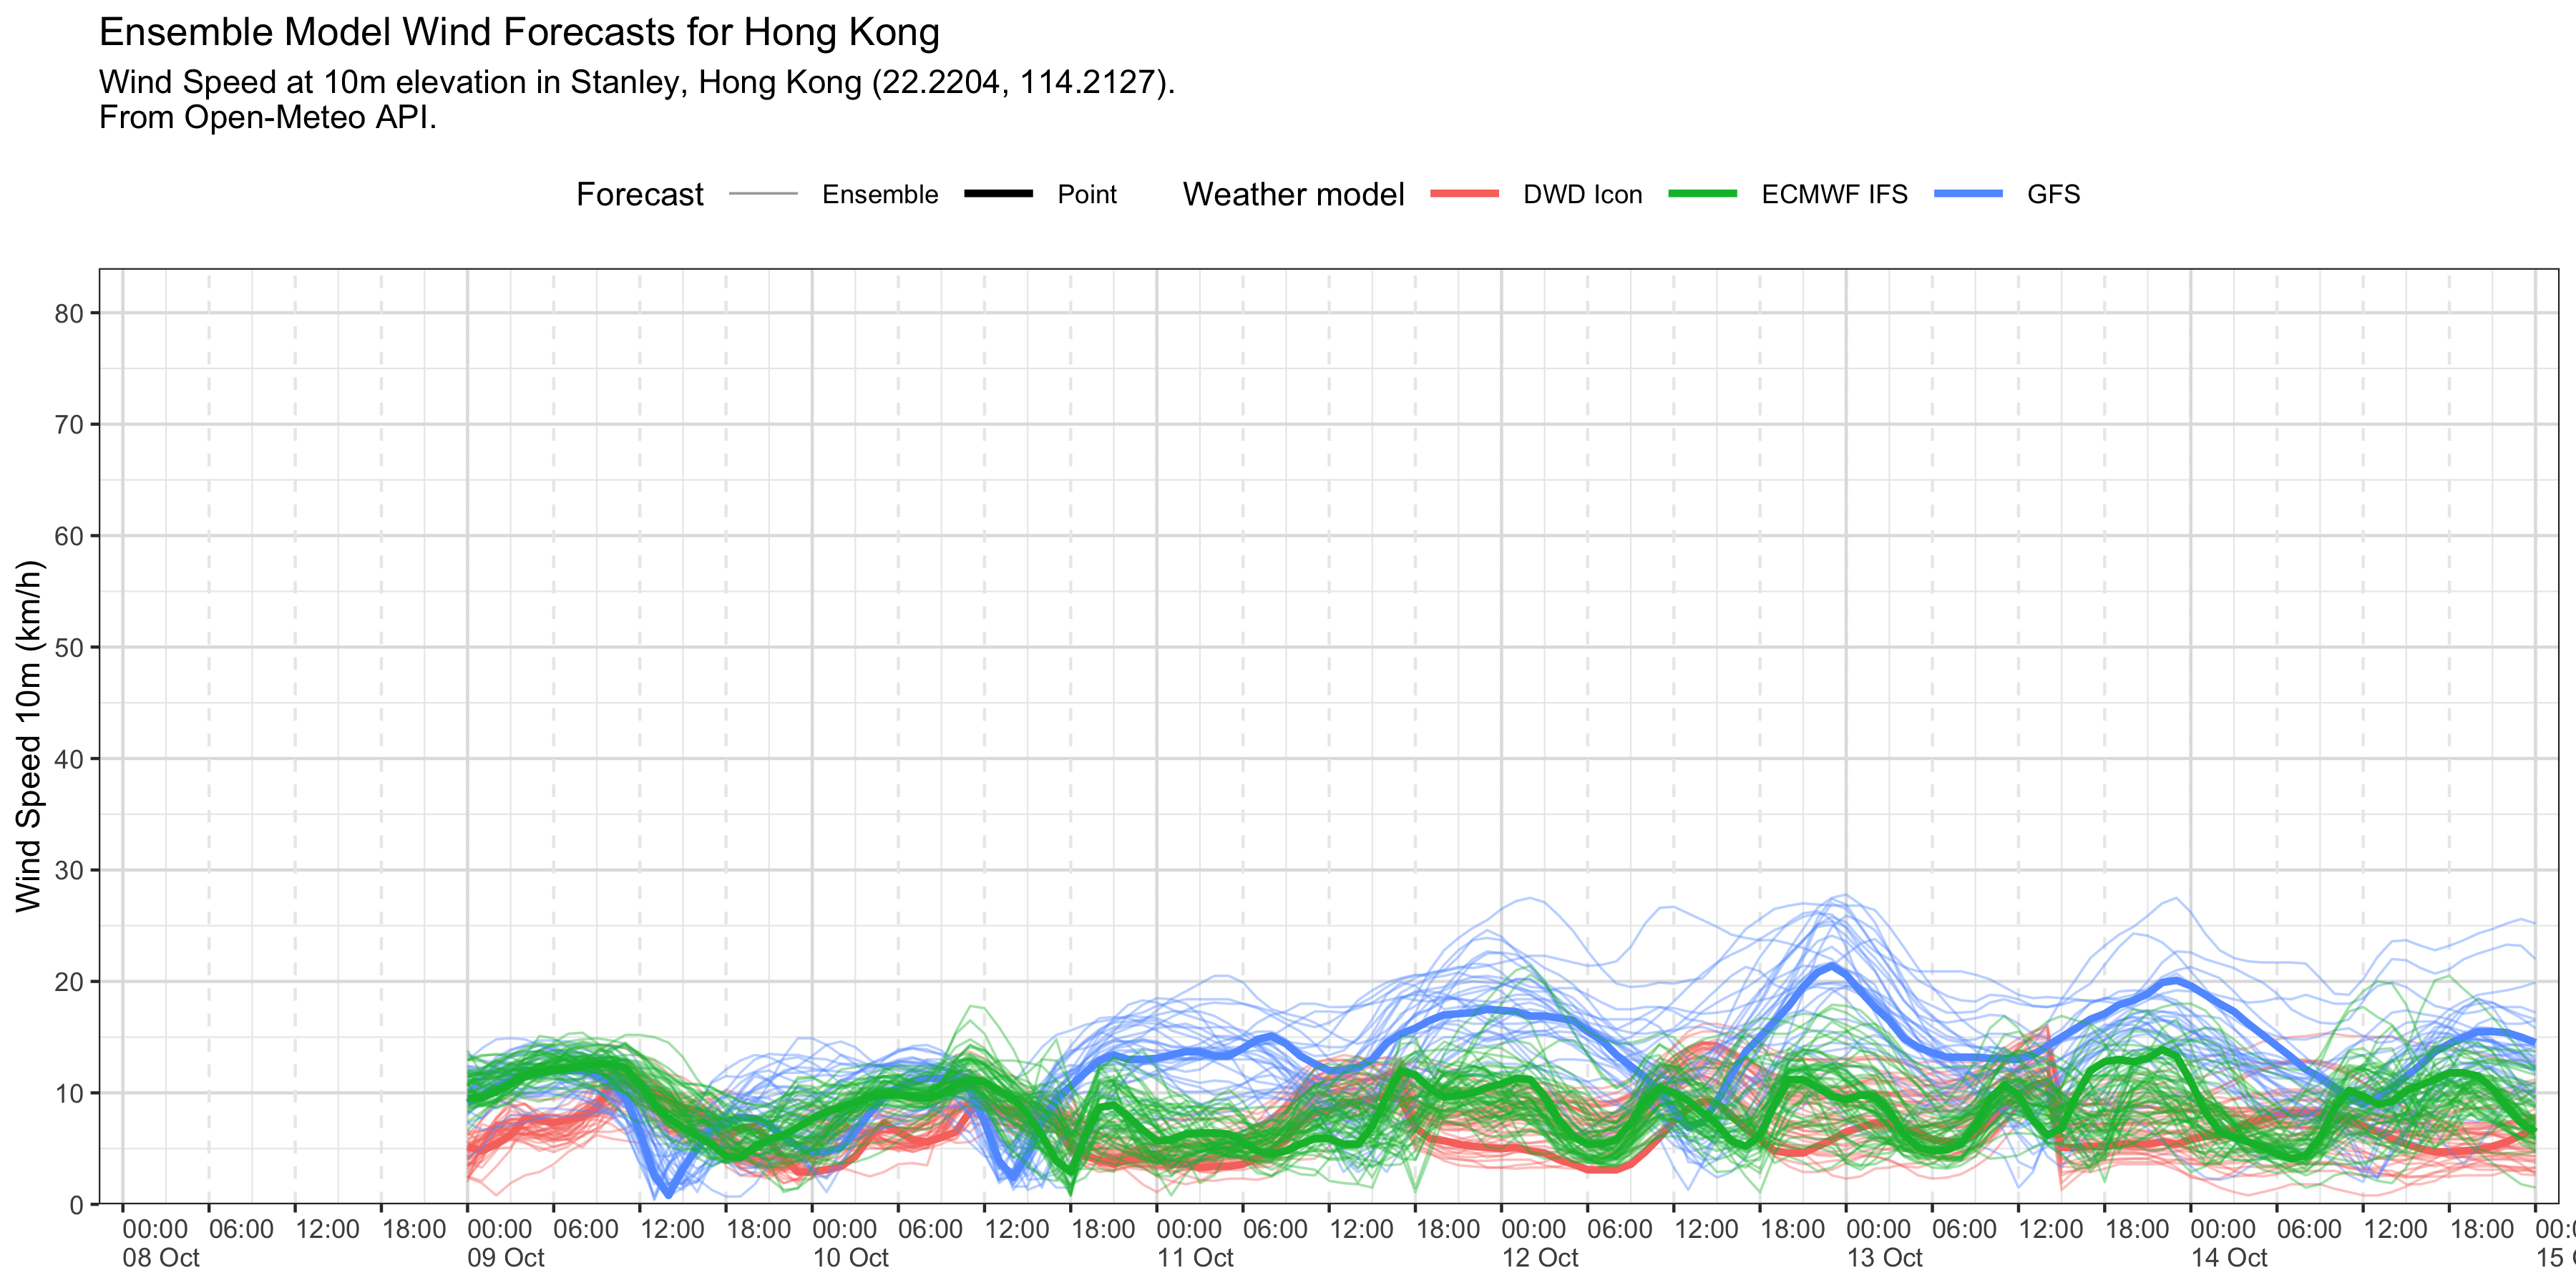 Ensemble Model Wind Forecasts for Hong Kong
Wind Speed at 10m elevation in Stanley, Hong Kong (22.2204, 114.2127).
From Open-Meteo API.
Forecast Ensemble Point Weather model DWD Icon ECMWF IFS GFS
Wind Speed 10m (km/h)
80
70
60
50
40
30
20
10
0
00:00 06:00 12:00 18:00 00:00 06:00 12:00 18:00 00:00 06:00 12:00 18:00 00:00 06:00 12:00 18:00 00:00 06:00 12:00 18:00 00:00 06:00 12:00 18:00 00:00 06:00 12:00 18:00
08 Oct 09 Oct 10 Oct 11 Oct 12 Oct 13 Oct 14 Oct 15